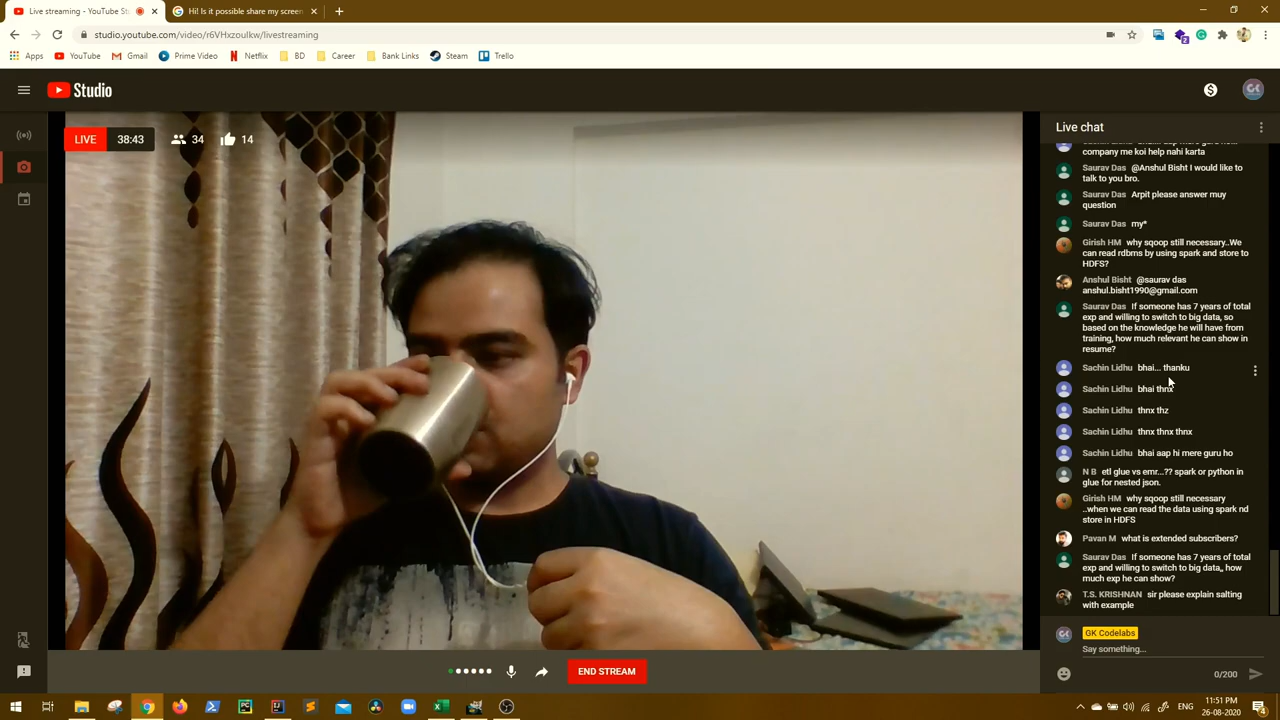 Live streaming - YouTube St
Hi! Is it possible share my screen
studio.youtube.com/video/r6VHxzoulkw/livestreaming
Apps YouTube Gmail Prime Video Netflix BD Career Bank Links Steam Trello
Studio
LIVE 38:43 34 14
Live chat
company me koi help nahi karta
Saurav Das @Anshul Bisht I would like to
talk to you bro.
Saurav Das Arpit please answer muy
question
Saurav Das my*
Girish HM why sqoop still necessary..We
can read rdbms by using spark and store to
HDFS?
Anshul Bisht @saurav das
anshul.bisht1990@gmail.com
Saurav Das If someone has 7 years of total
exp and willing to switch to big data, so
based on the knowledge he will have from
training, how much relevant he can show in
resume?
Sachin Lidhu bhai... thanku
Sachin Lidhu bhai thnx
Sachin Lidhu thnx thz
Sachin Lidhu thnx thnx thnx
Sachin Lidhu bhai aap hi mere guru ho
N B etl glue vs emr...?? spark or python in
glue for nested json.
Girish HM why sqoop still necessary
..when we can read the data using spark nd
store in HDFS
Pavan M what is extended subscribers?
Saurav Das If someone has 7 years of total
exp and willing to switch to big data,, how
much exp he can show?
T.S. KRISHNAN sir please explain salting
with example
GK Codelabs
Say something...
0/200
END STREAM
ENG
11:51 PM
26-08-2020